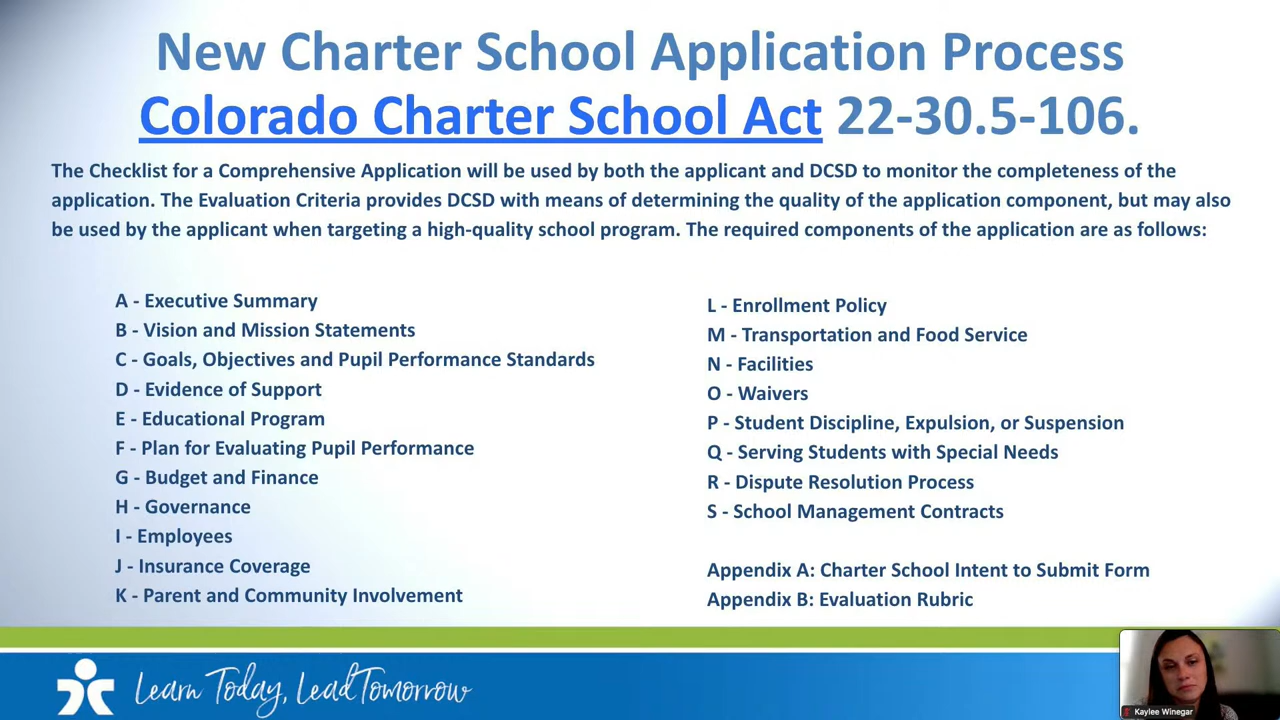 New Charter School Application Process
Colorado Charter School Act 22-30.5-106.
The Checklist for a Comprehensive Application will be used by both the applicant and DCSD to monitor the completeness of the
application. The Evaluation Criteria provides DCSD with means of determining the quality of the application component, but may also
be used by the applicant when targeting a high-quality school program. The required components of the application are as follows:
A - Executive Summary
B - Vision and Mission Statements
C - Goals, Objectives and Pupil Performance Standards
D - Evidence of Support
E - Educational Program
F - Plan for Evaluating Pupil Performance
G - Budget and Finance
H - Governance
I - Employees
J - Insurance Coverage
K - Parent and Community Involvement
L - Enrollment Policy
M - Transportation and Food Service
N - Facilities
O - Waivers
P - Student Discipline, Expulsion, or Suspension
Q - Serving Students with Special Needs
R - Dispute Resolution Process
S - School Management Contracts
Appendix A: Charter School Intent to Submit Form
Appendix B: Evaluation Rubric
Learn Today, Lead Tomorrow
Kaylee Winegar